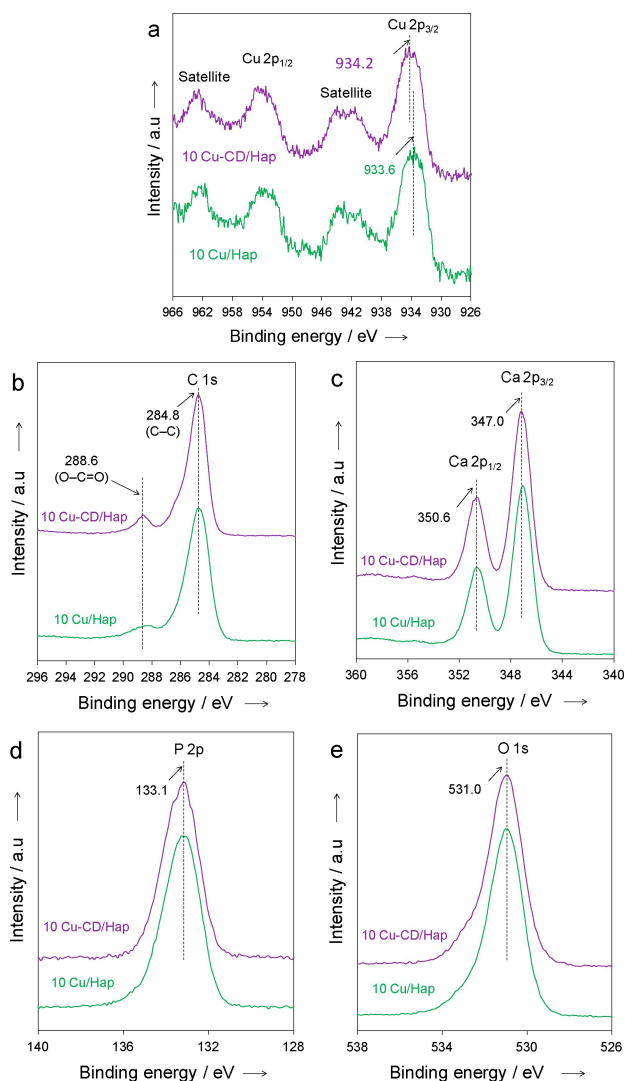 a
Cu 2p3/2
Cu 2p1/2
934.2
Satellite
Satellite
10 Cu-CD/Hap
933.6
10 Cu/Hap
Intensity / a.u
966 962 958 954 950 946 942 938 934 930 926
Binding energy / eV
b
C 1s
284.8
(C–C)
288.6
(O–C=O)
10 Cu-CD/Hap
10 Cu/Hap
Intensity / a.u
296 294 292 290 288 286 284 282 280 278
Binding energy / eV
c
Ca 2p3/2
347.0
Ca 2p1/2
350.6
10 Cu-CD/Hap
10 Cu/Hap
Intensity / a.u
360 356 352 348 344 340
Binding energy / eV
d
P 2p
133.1
10 Cu-CD/Hap
10 Cu/Hap
Intensity / a.u
140 136 132 128
Binding energy / eV
e
O 1s
531.0
10 Cu-CD/Hap
10 Cu/Hap
Intensity / a.u
538 534 530 526
Binding energy / eV